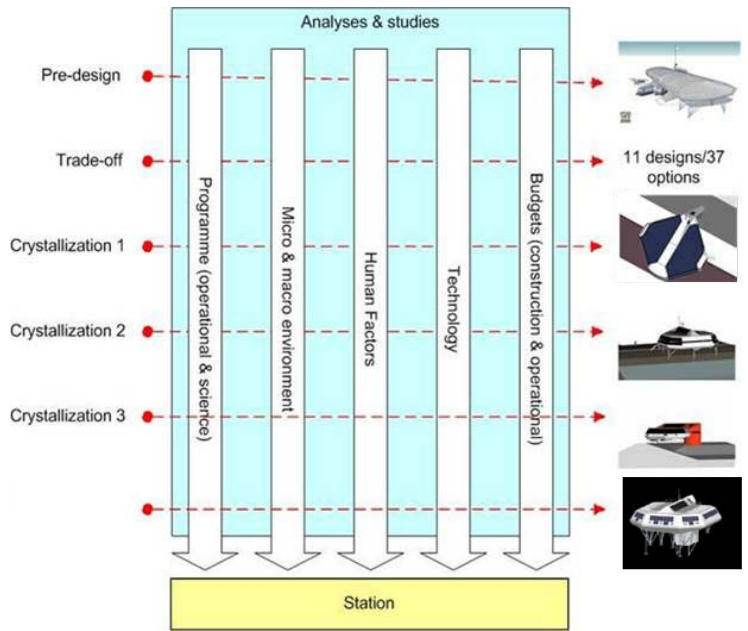 Analyses & studies
Pre-design
Trade-off
11 designs/37
options
Crystallization 1
Crystallization 2
Crystallization 3
Programme (operational & science)
Micro & macro environment
Human Factors
Technology
Budgets (construction & operational)
Station